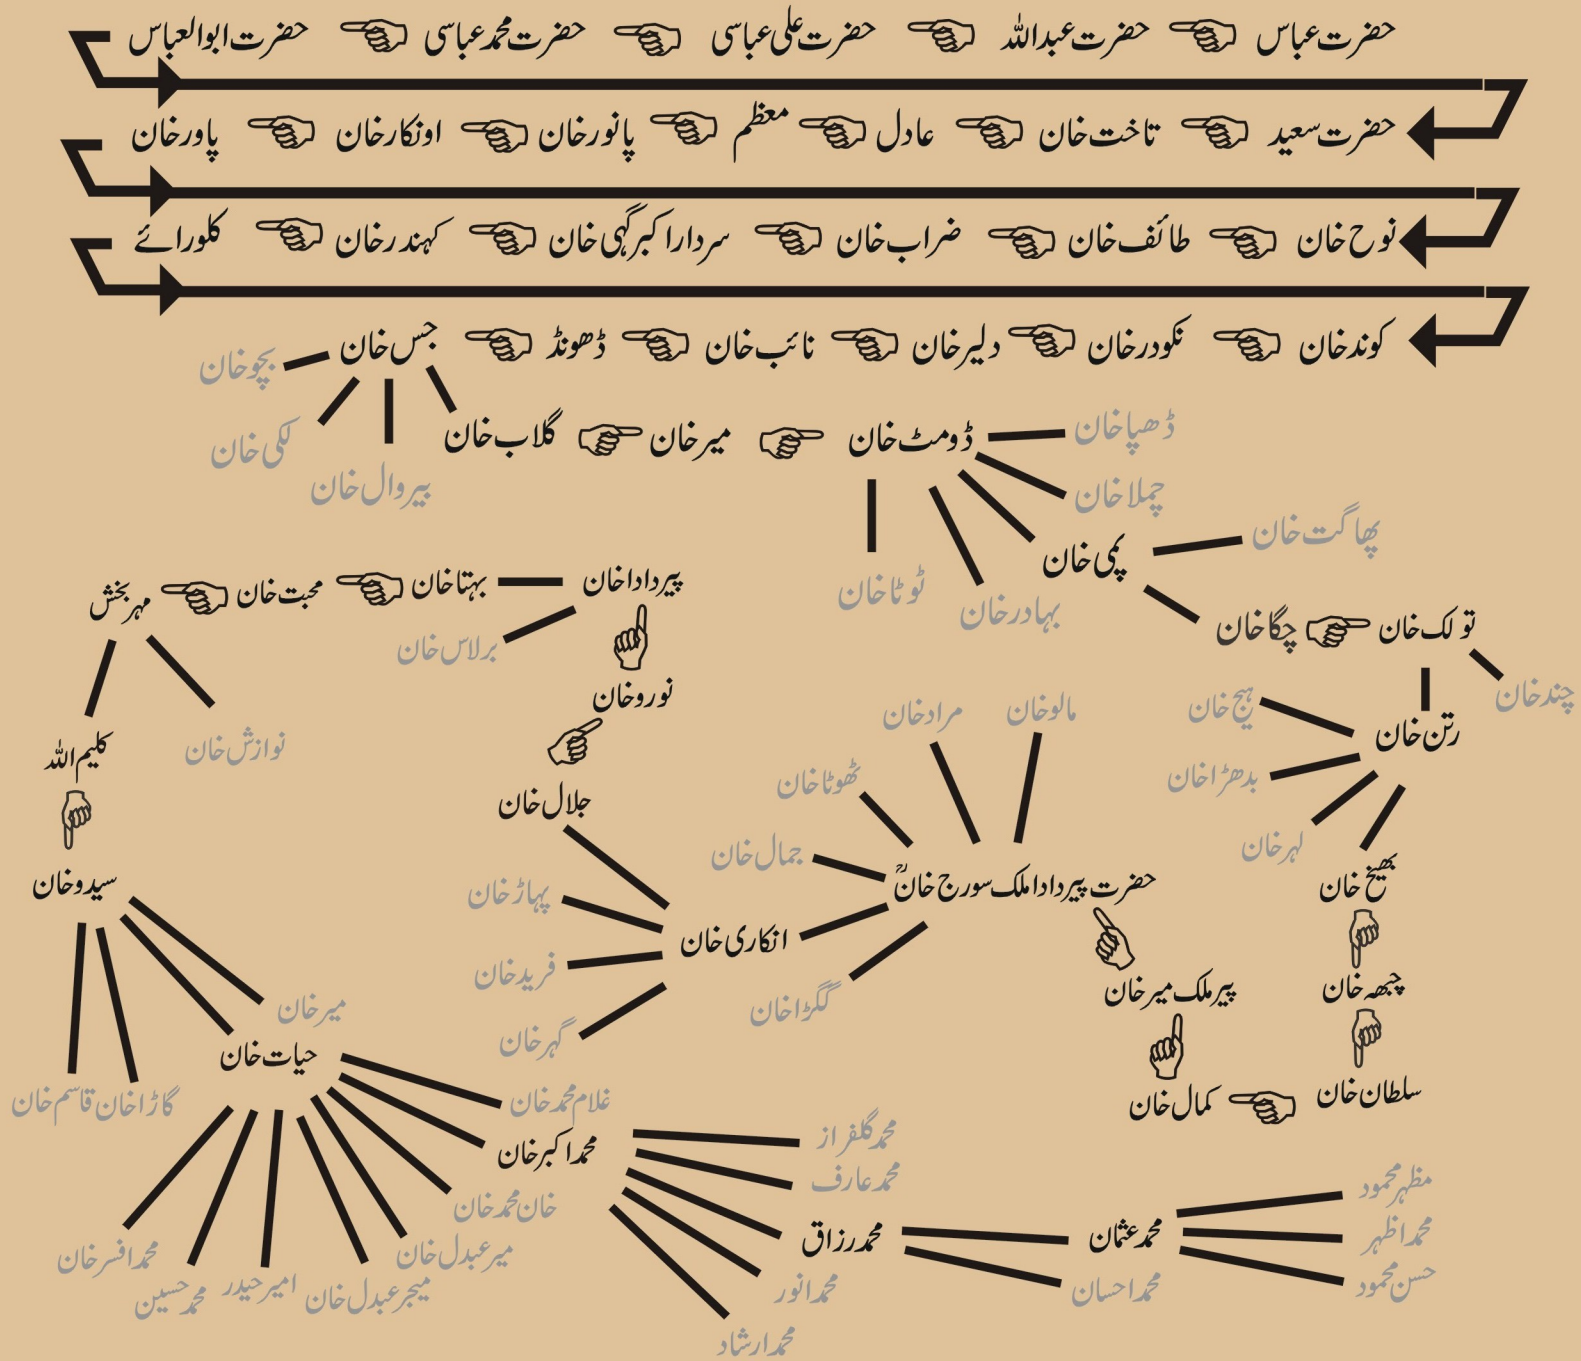 حضرت عباس حضرت عبداللہ حضرت علی عباسی حضرت محمد عباسی حضرت ابوالعباس
حضرت سعید تاخت خان عادل معظم پانور خان اونکار خان پاور خان
نوح خان طائف خان ضراب خان سردار اکبر گہی خان کہندر خان کلورائے
کوند خان نکودر خان دلیر خان نائب خان ڈھونڈ جس خان
بچو خان
لکی خان
بیروال خان
گلاب خان میر خان ڈومٹ خان ڈھپا خان
چملا خان
پمی خان پھاگت خان
ٹوٹا خان بہادر خان
چگا خان تولک خان
چند خان
رتن خان
ہیج خان
بدھڑا خان
لہر خان
بھیخ خان
چبھہ خان
سلطان خان
کمال خان
پیر ملک میر خان
حضرت پیر دادا ملک سورج خانؒ
مالو خان
مراد خان
ٹھوٹا خان
جمال خان
گگڑا خان
انکاری خان
پہاڑ خان
فرید خان
گہر خان
جلال خان
نورو خان
پیر دادا خان
برلاس خان
بہتا خان محبت خان مہر بخش
نوازش خان
کلیم اللہ
سیدو خان
میر خان
حیات خان
گاڑا خان قاسم خان
غلام محمد خان
محمد اکبر خان
خان محمد خان
میر عبدل خان
میجر عبدل خان
امیر حیدر
محمد حسین
محمد افسر خان
محمد گلفراز
محمد عارف
محمد رزاق
محمد انور
محمد ارشاد
محمد عثمان
محمد احسان
مظہر محمود
محمد اظہر
حسن محمود